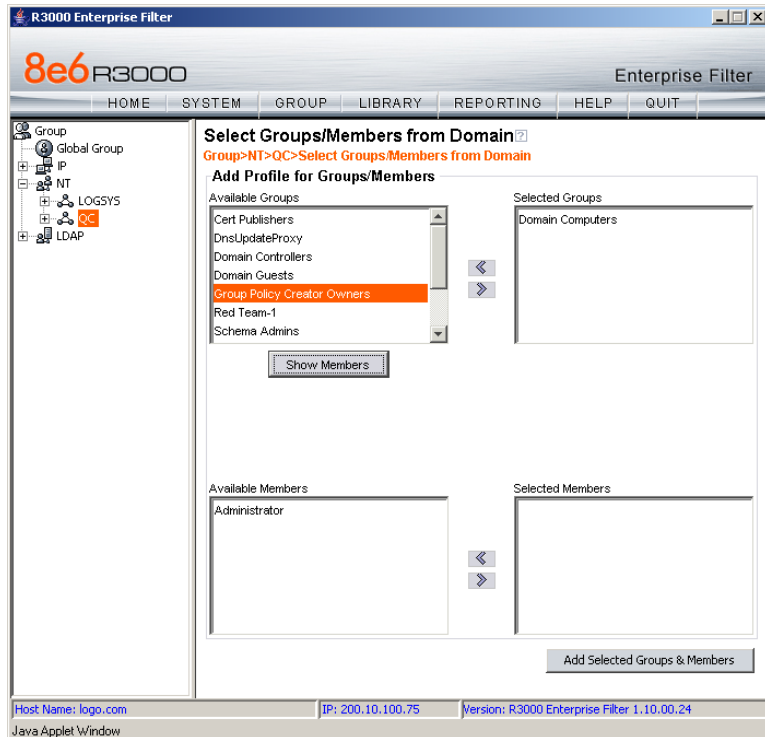 R3000 Enterprise Filter
8e6 R3000
Enterprise Filter
HOME SYSTEM GROUP LIBRARY REPORTING HELP QUIT
Group
Global Group
IP
NT
LOGSYS
QC
LDAP
Select Groups/Members from Domain ?
Group>NT>QC>Select Groups/Members from Domain
Add Profile for Groups/Members
Available Groups
Cert Publishers
DnsUpdateProxy
Domain Controllers
Domain Guests
Group Policy Creator Owners
Red Team-1
Schema Admins
Show Members
Selected Groups
Domain Computers
Available Members
Administrator
Selected Members
Add Selected Groups & Members
Host Name: logo.com
IP: 200.10.100.75
Version: R3000 Enterprise Filter 1.10.00.24
Java Applet Window